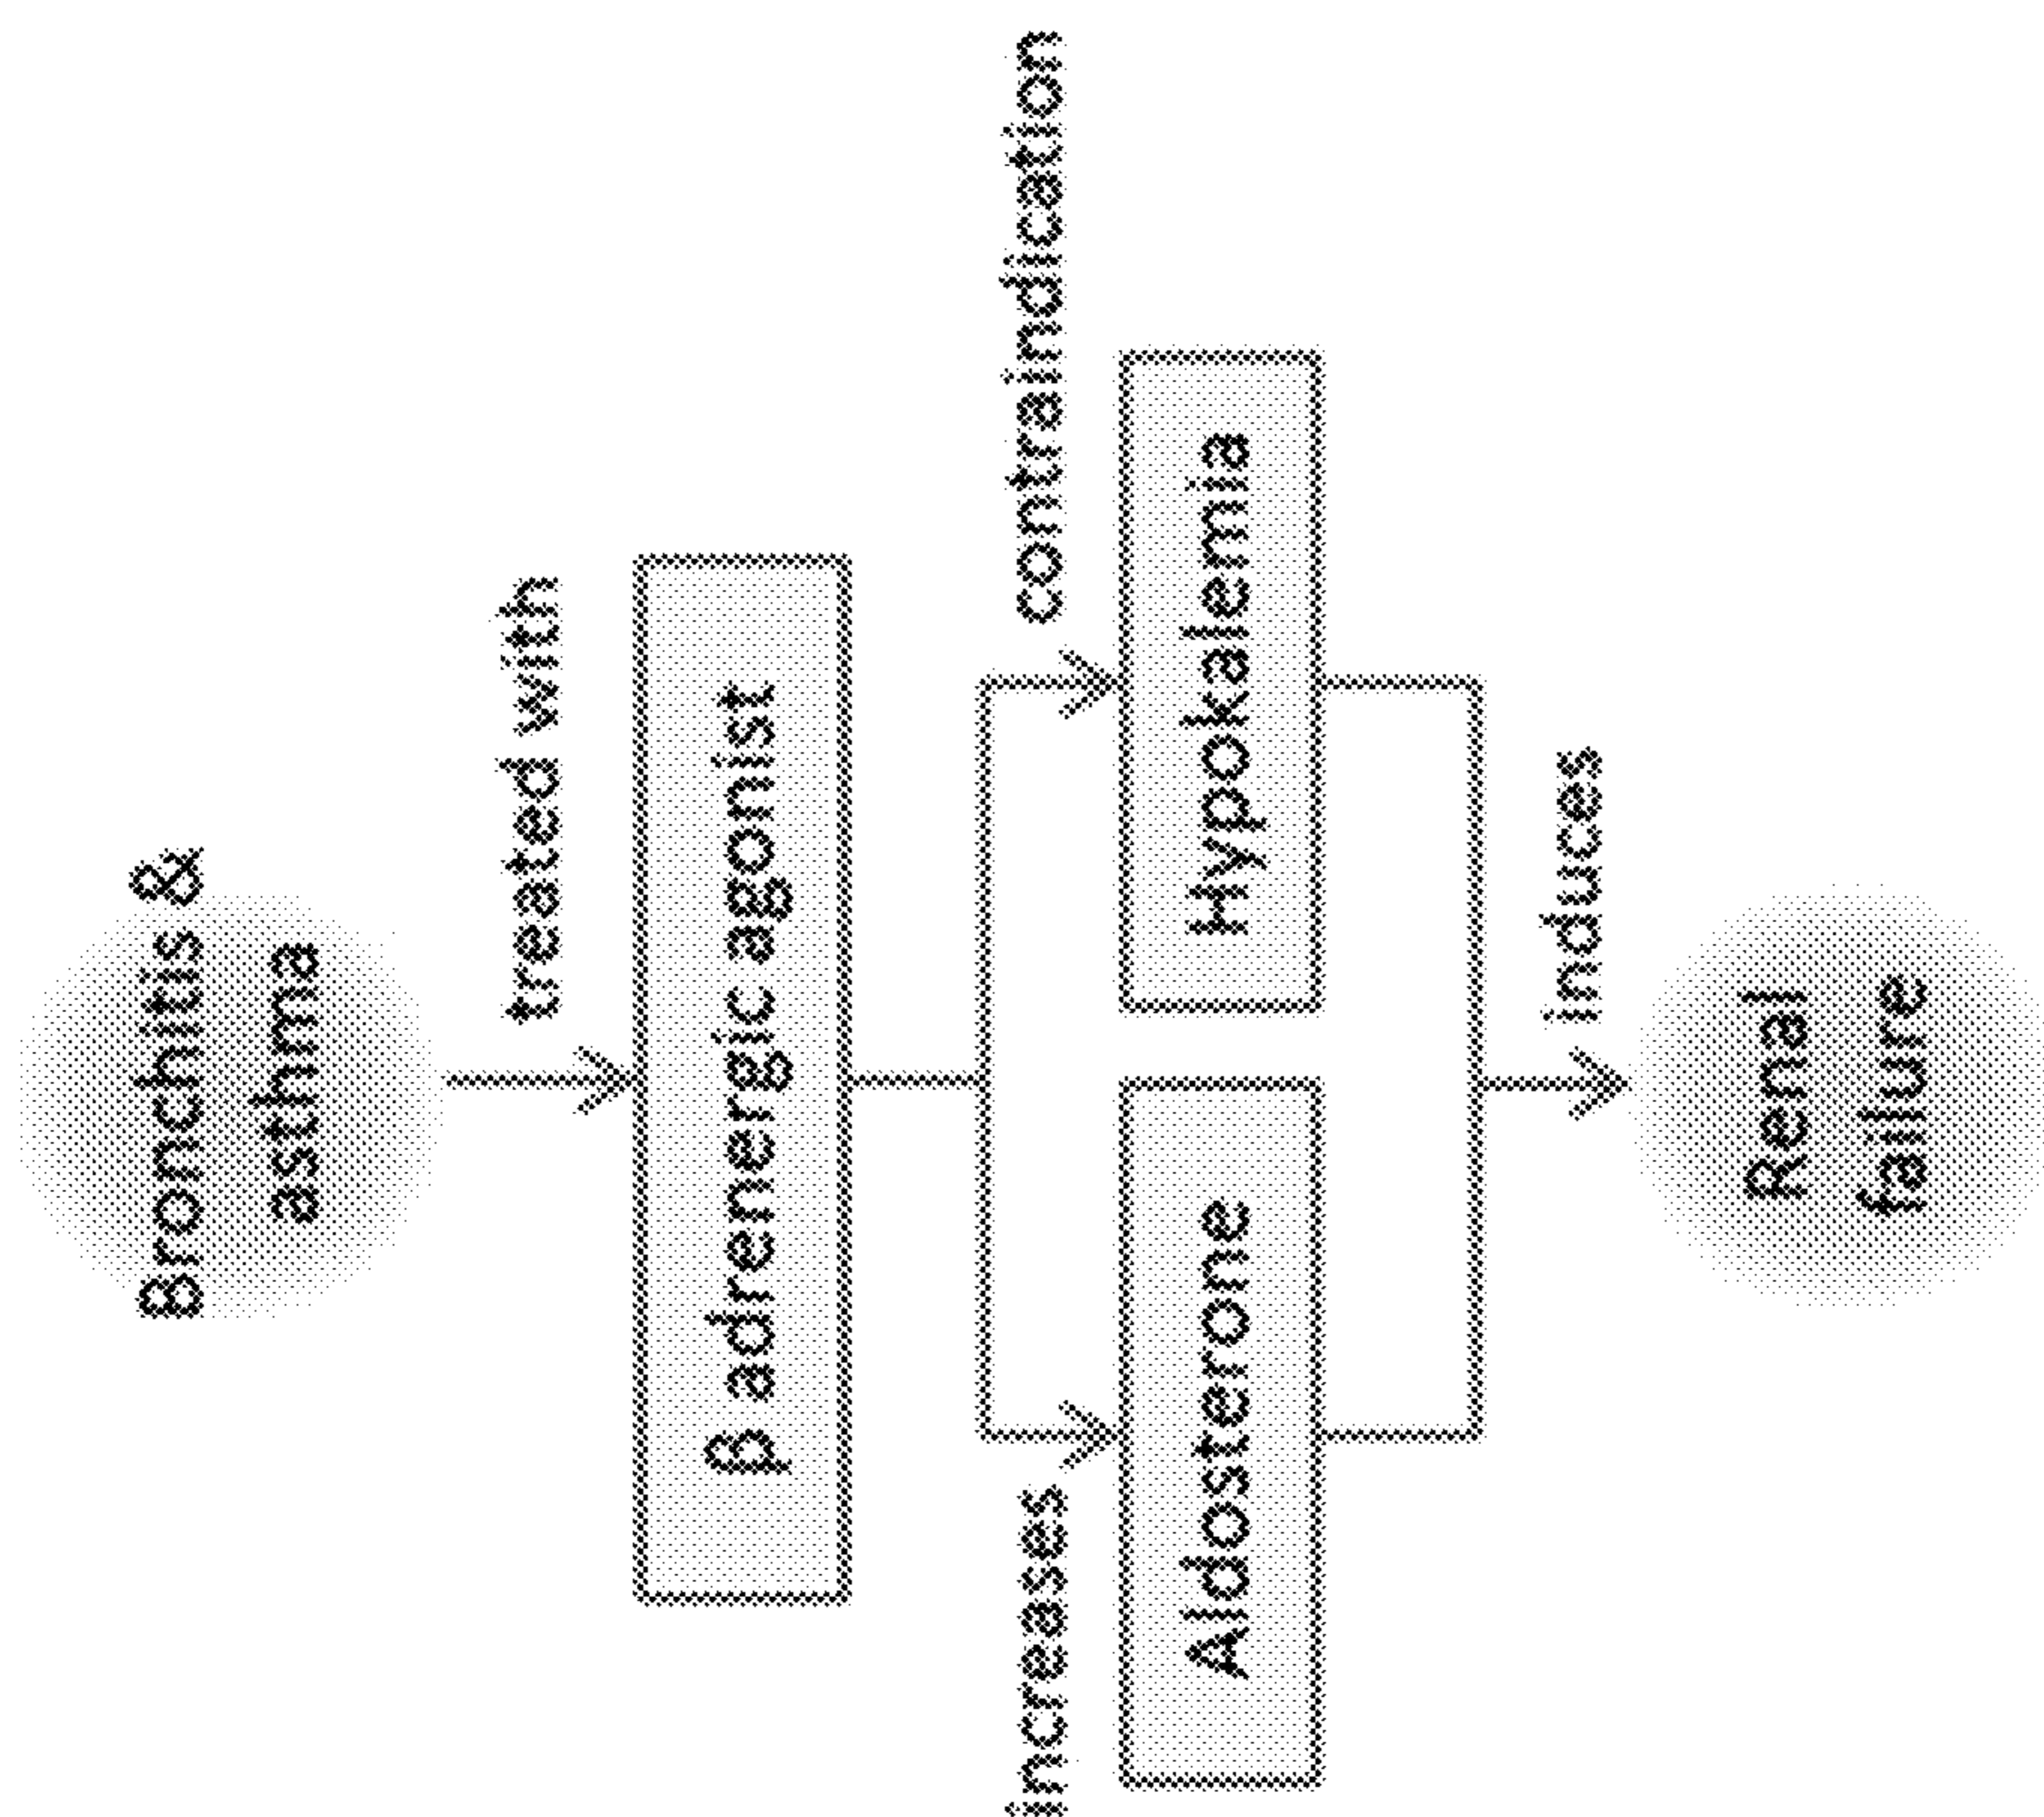 Bronchitis &
asthma
treated with
β adrenergic agonist
increases
contraindication
Aldosterone
Hypokalemia
induces
Renal
failure